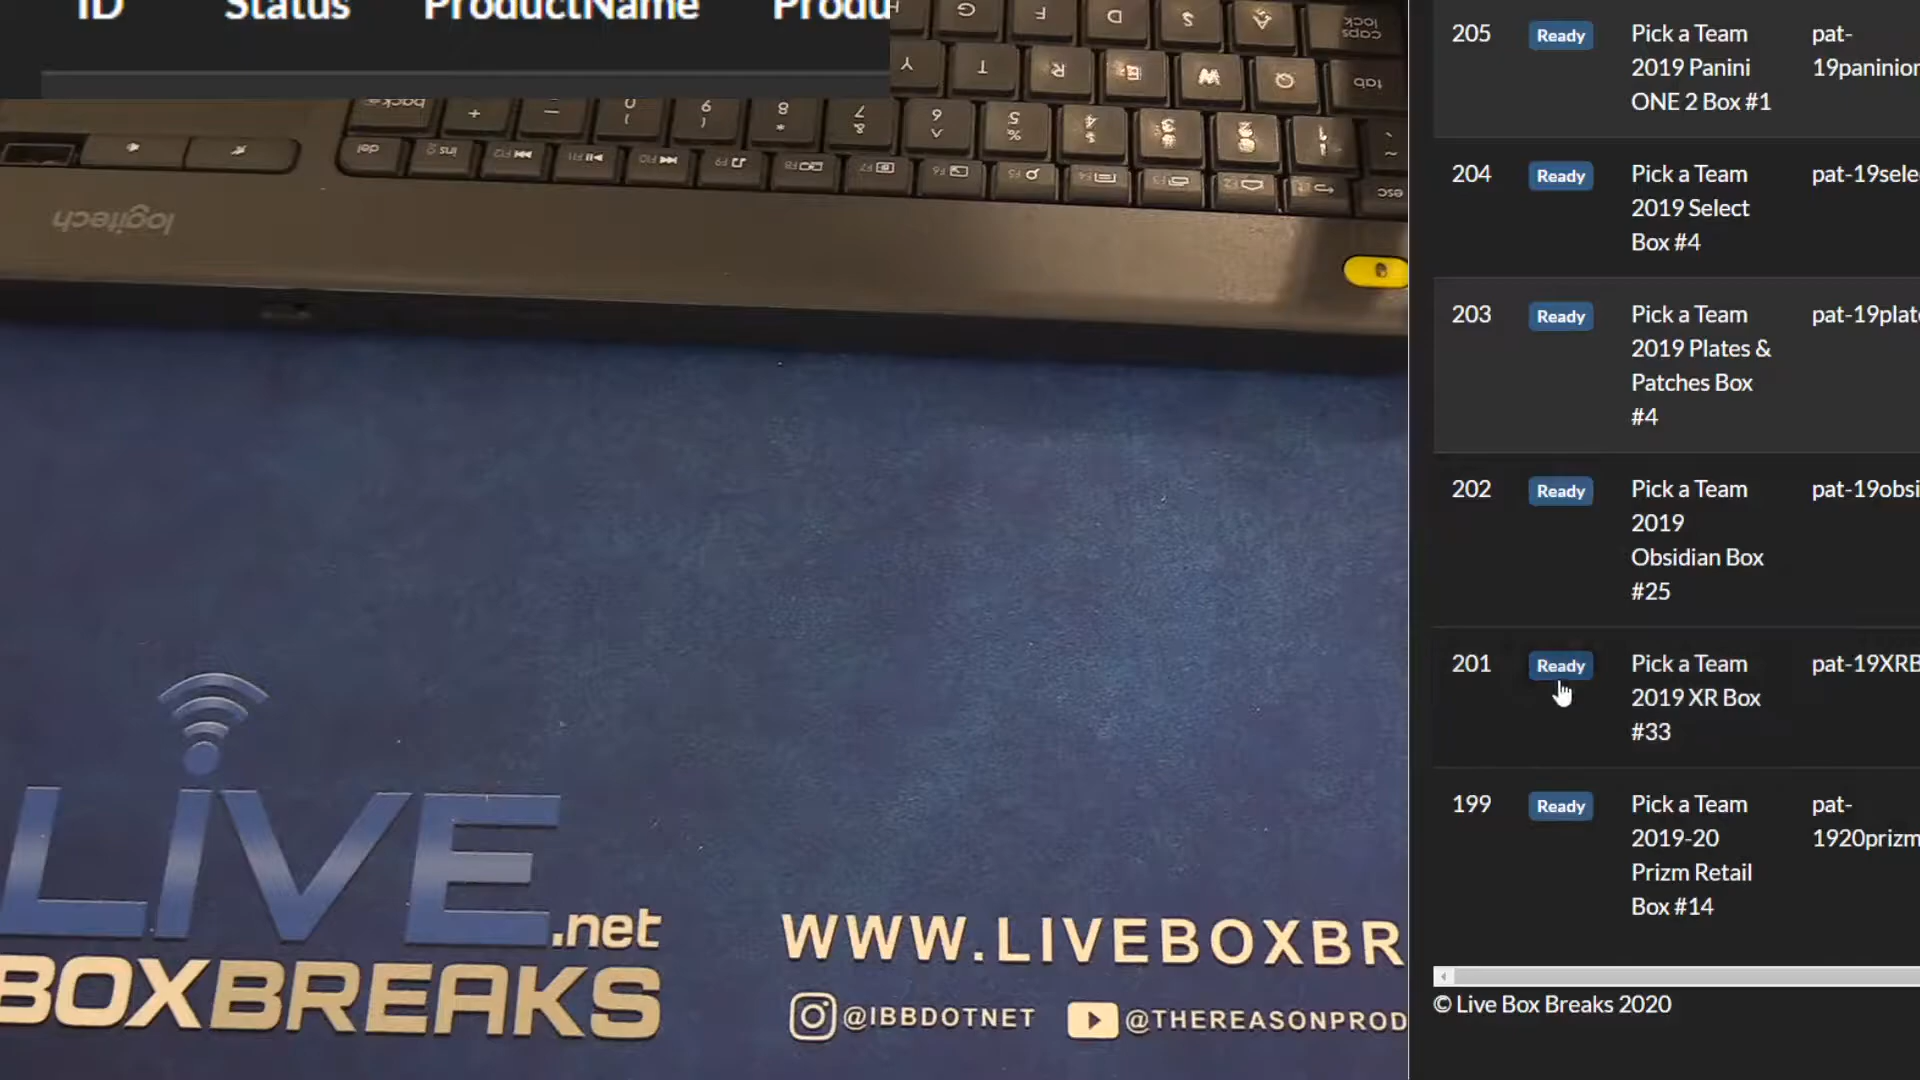 ID Status ProductName Produ
logitech
LIVE.net
BOXBREAKS
WWW.LIVEBOXBR
@IBBDOTNET @THEREASONPROD
205 Ready Pick a Team pat-
2019 Panini 19paninion
ONE 2 Box #1
204 Ready Pick a Team pat-19sele
2019 Select
Box #4
203 Ready Pick a Team pat-19plat
2019 Plates &
Patches Box
#4
202 Ready Pick a Team pat-19obsi
2019
Obsidian Box
#25
201 Ready Pick a Team pat-19XRB
2019 XR Box
#33
199 Ready Pick a Team pat-
2019-20 1920prizm
Prizm Retail
Box #14
© Live Box Breaks 2020